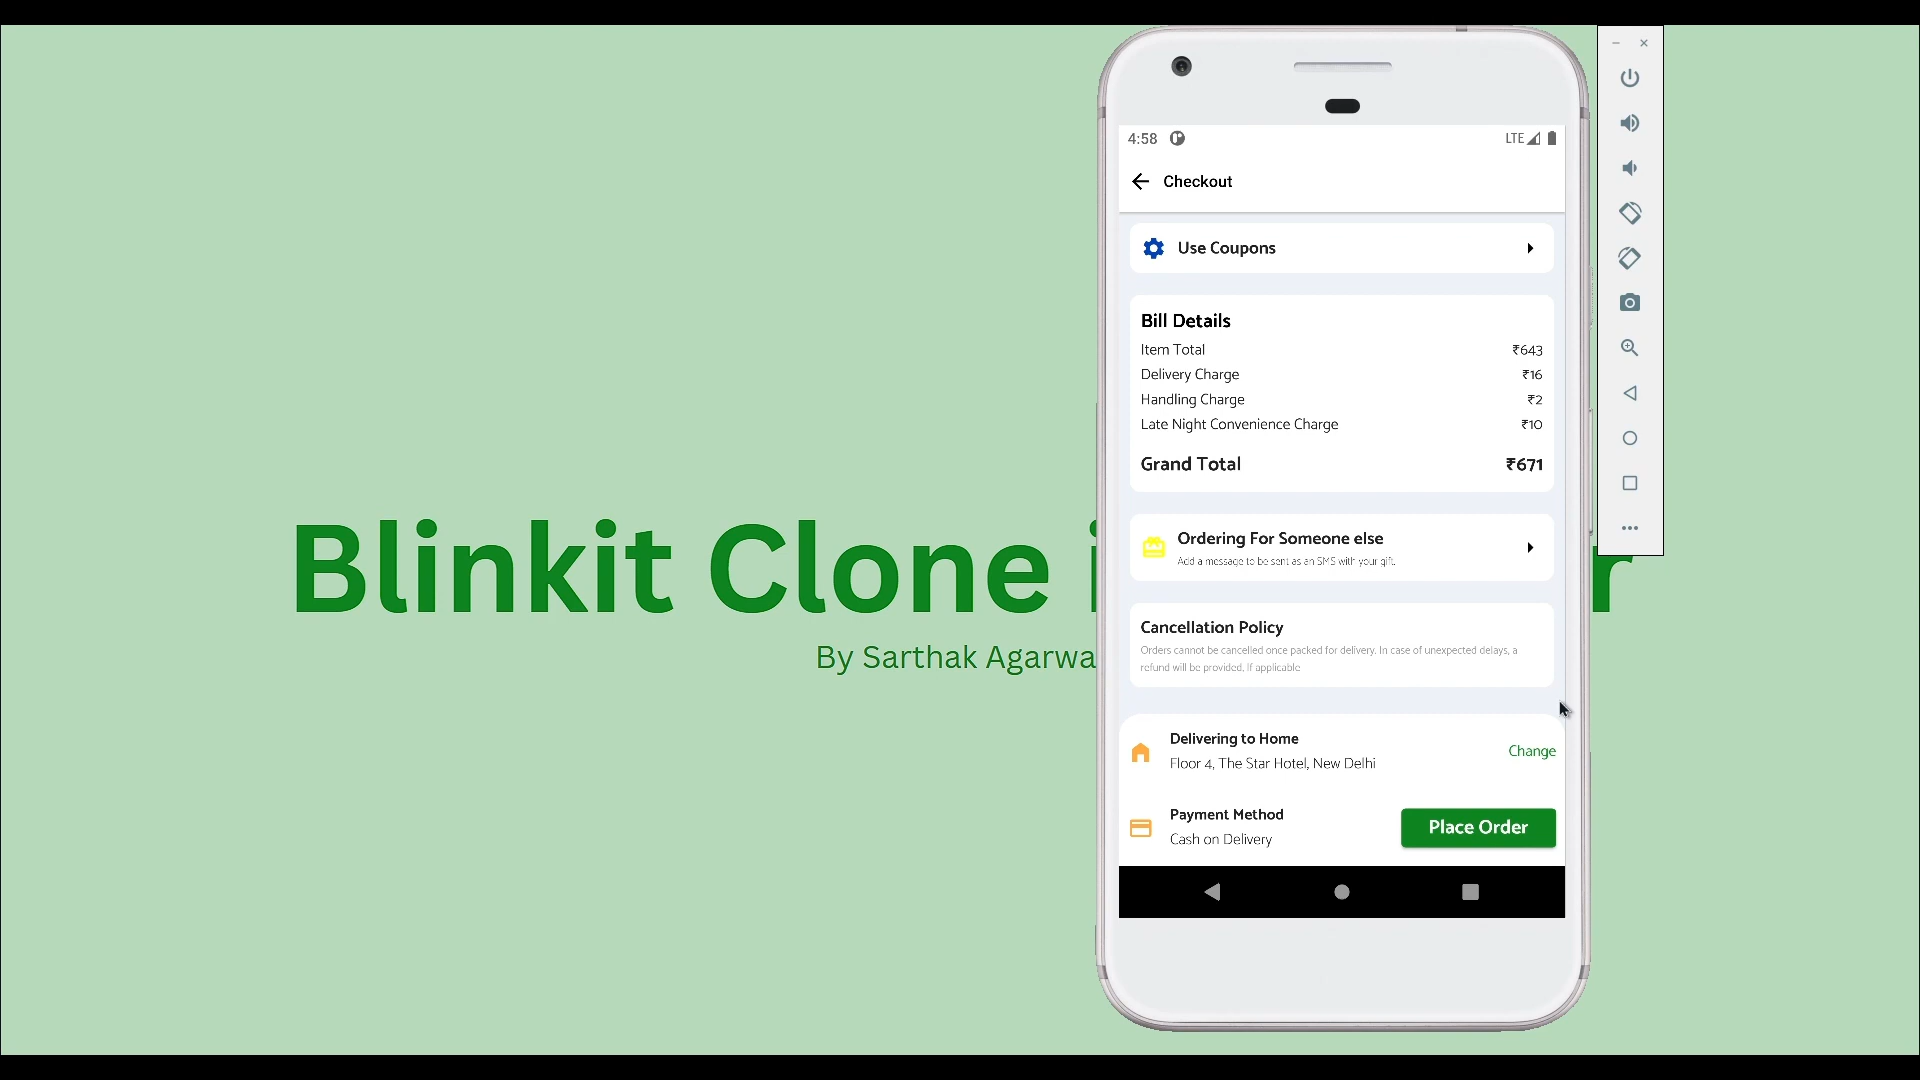 4:58
LTE
Checkout
Use Coupons
Bill Details
Item Total ₹643
Delivery Charge ₹16
Handling Charge ₹2
Late Night Convenience Charge ₹10
Grand Total ₹671
Ordering For Someone else
Add a message to be sent as an SMS with your gift.
Cancellation Policy
Orders cannot be cancelled once packed for delivery. In case of unexpected delays, a
refund will be provided, If applicable
Delivering to Home
Floor 4, The Star Hotel, New Delhi
Change
Payment Method
Cash on Delivery
Place Order
Blinkit Clone
By Sarthak Agarwa